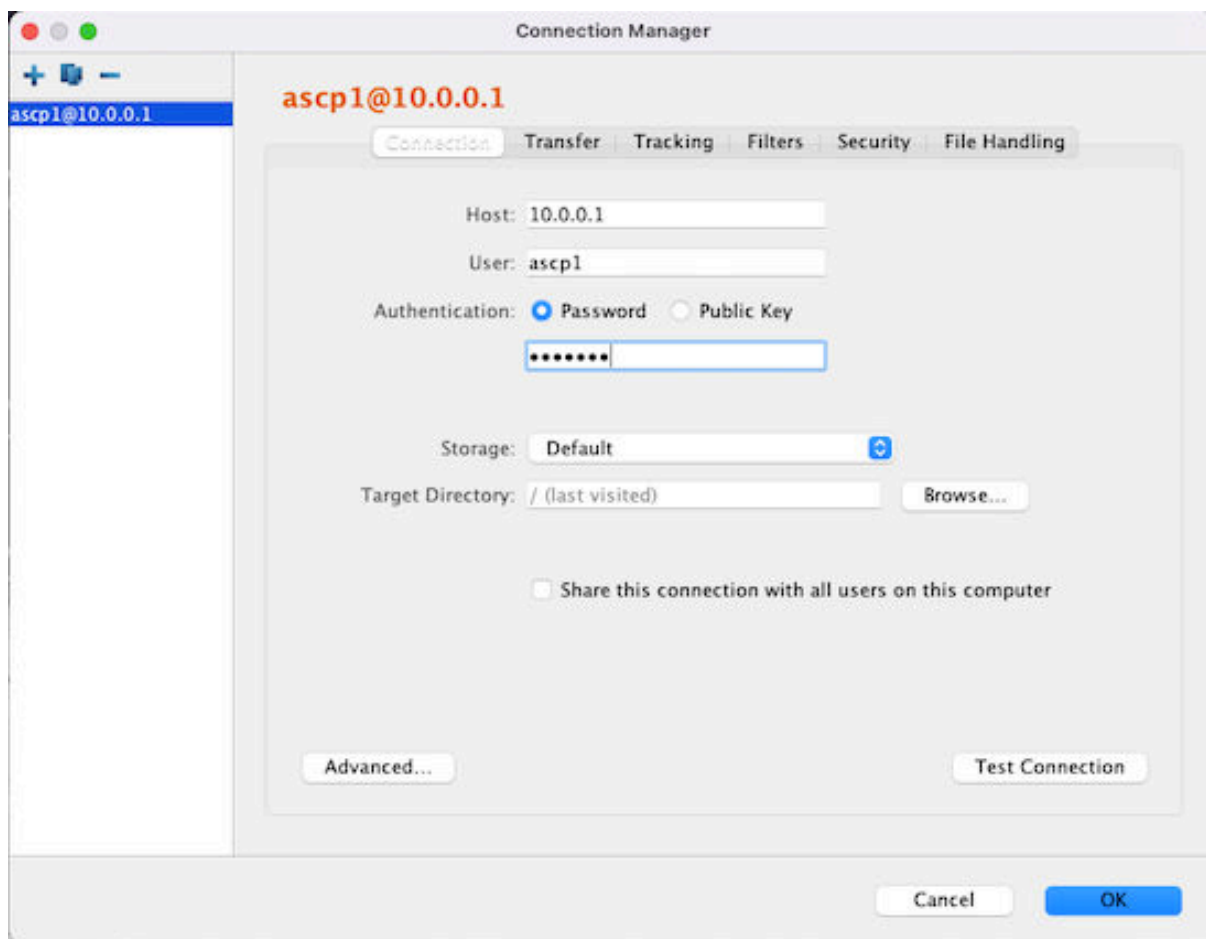 Connection Manager
ascp1@10.0.0.1
ascp1@10.0.0.1
Connection Transfer Tracking Filters Security File Handling
Host: 10.0.0.1
User: ascp1
Authentication: Password Public Key
•••••••
Storage: Default
Target Directory: / (last visited) Browse...
Share this connection with all users on this computer
Advanced... Test Connection
Cancel OK